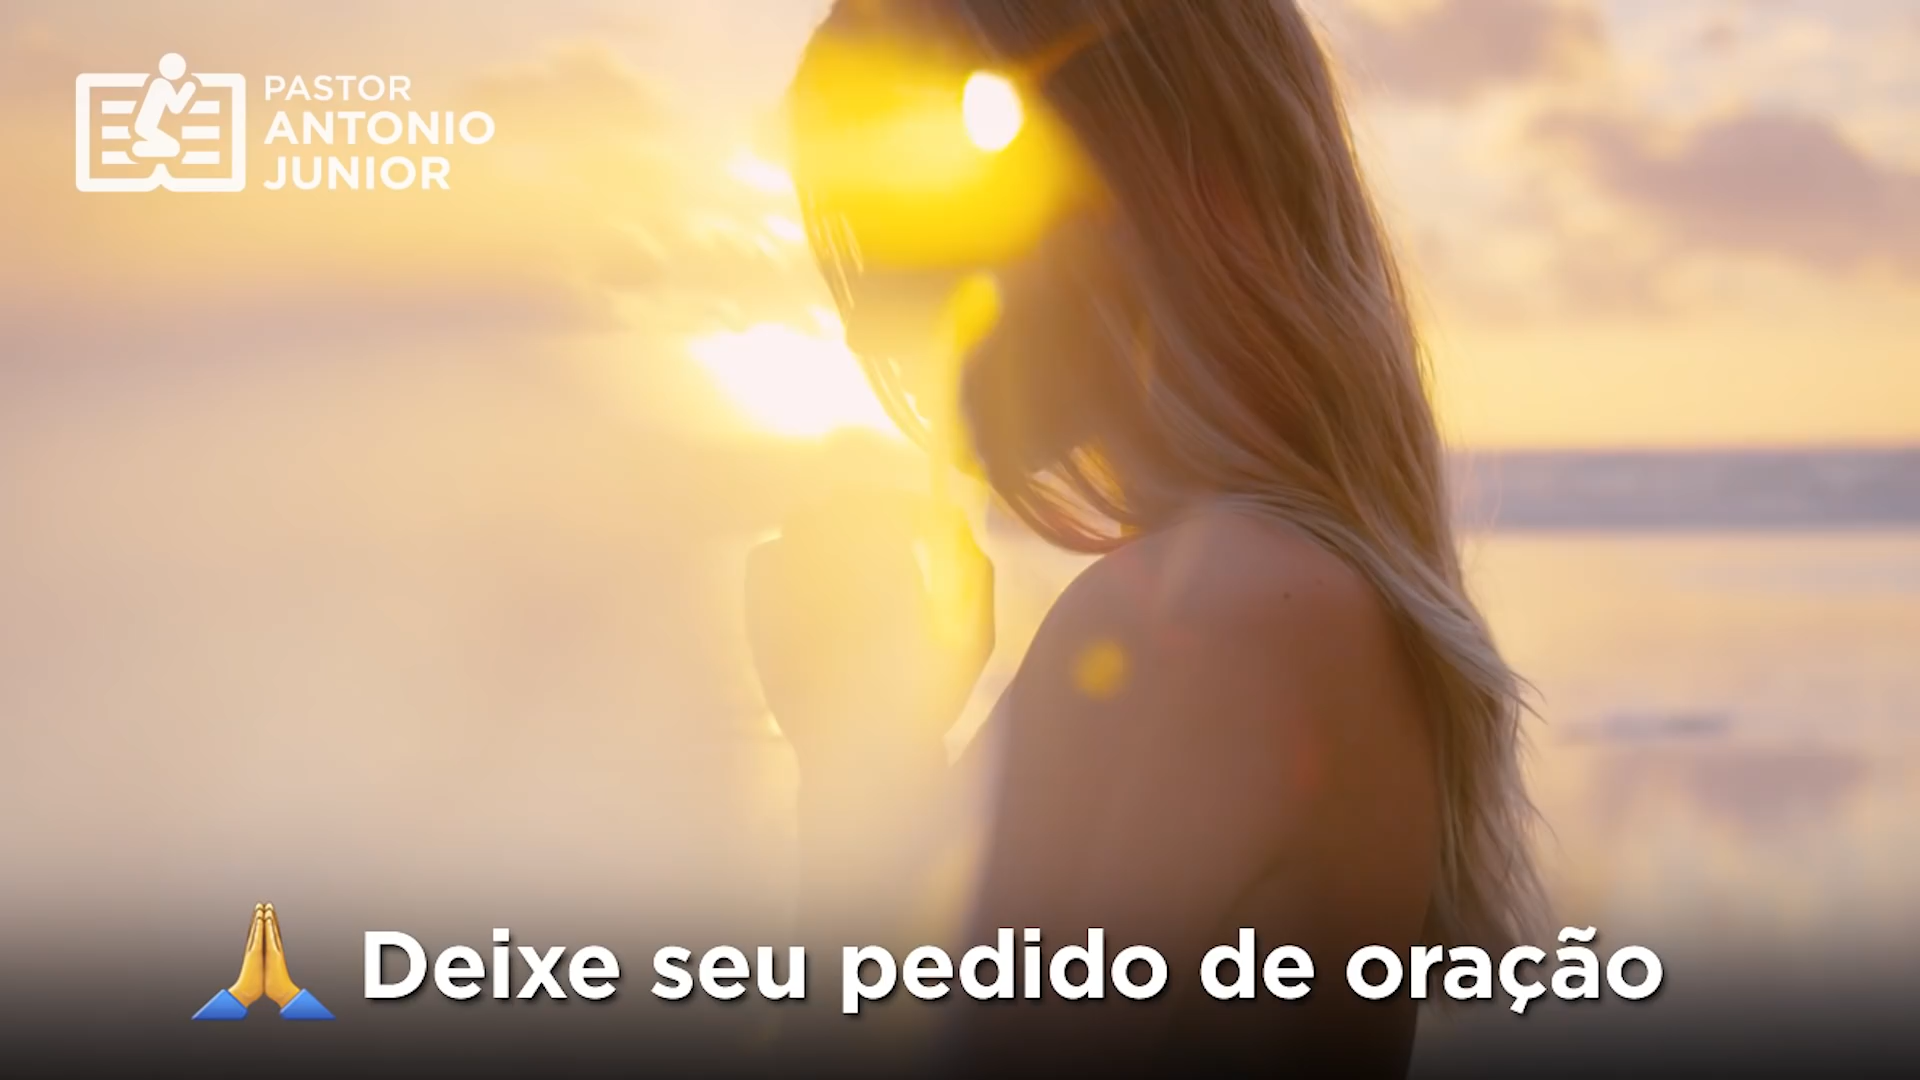 PASTOR
ANTONIO
JUNIOR
🙏 Deixe seu pedido de oração